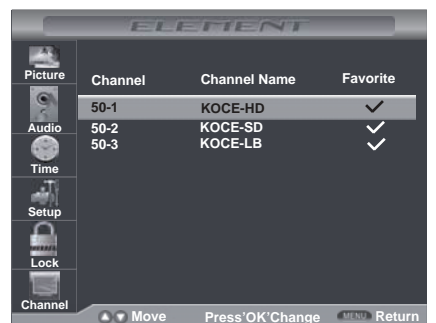 ELEMENT
Picture
Audio
Time
Setup
Lock
Channel
Channel Channel Name Favorite
50-1 KOCE-HD
50-2 KOCE-SD
50-3 KOCE-LB
Move Press'OK'Change MENU Return